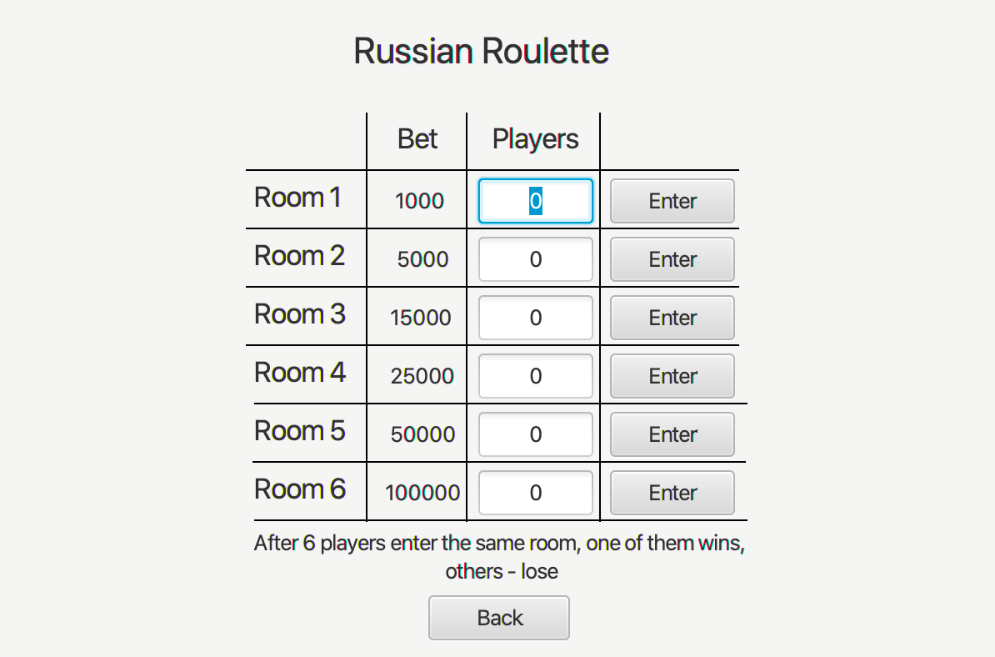 Russian Roulette
Bet Players
Room 1 1000 0 Enter
Room 2 5000 0 Enter
Room 3 15000 0 Enter
Room 4 25000 0 Enter
Room 5 50000 0 Enter
Room 6 100000 0 Enter
After 6 players enter the same room, one of them wins,
others - lose
Back